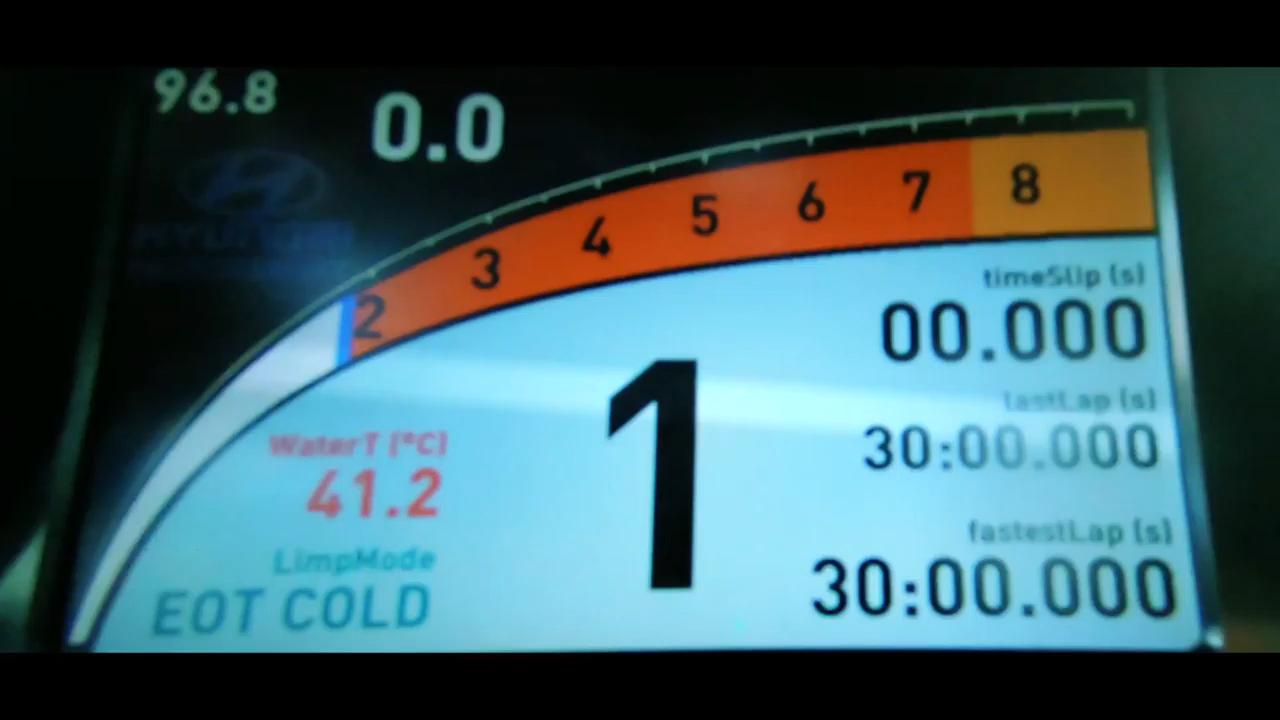 96.8
0.0
HYUNDAI
2 3 4 5 6 7 8
timeSlip (s)
00.000
1
lastLap (s)
30:00.000
WaterT (°C)
41.2
fastestLap (s)
30:00.000
LimpMode
EOT COLD